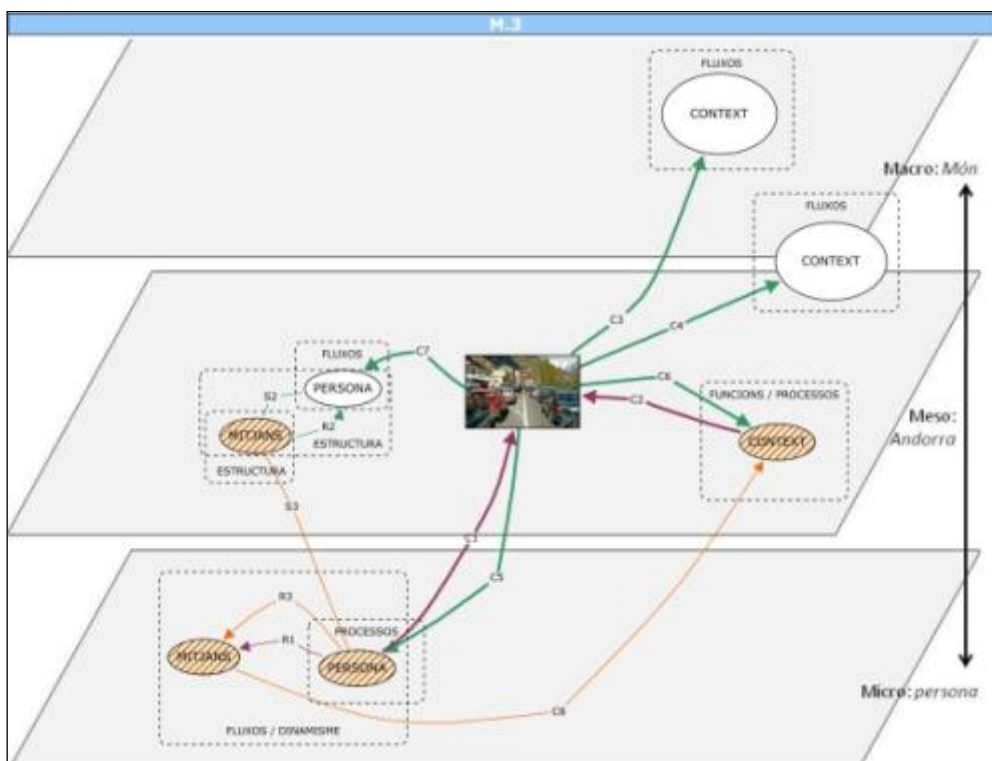 M.3
FLUXOS
CONTEXT
Macro: Món
FLUXOS
CONTEXT
C3
C4
C7
FLUXOS
PERSONA
S2
R2
MITJANS
ESTRUCTURA
ESTRUCTURA
C6
C2
FUNCIONS / PROCESSOS
CONTEXT
Meso:
Andorra
S3
C1
C5
R3
PROCESSOS
R1
MITJANS
PERSONA
C8
FLUXOS / DINAMISME
Micro: persona